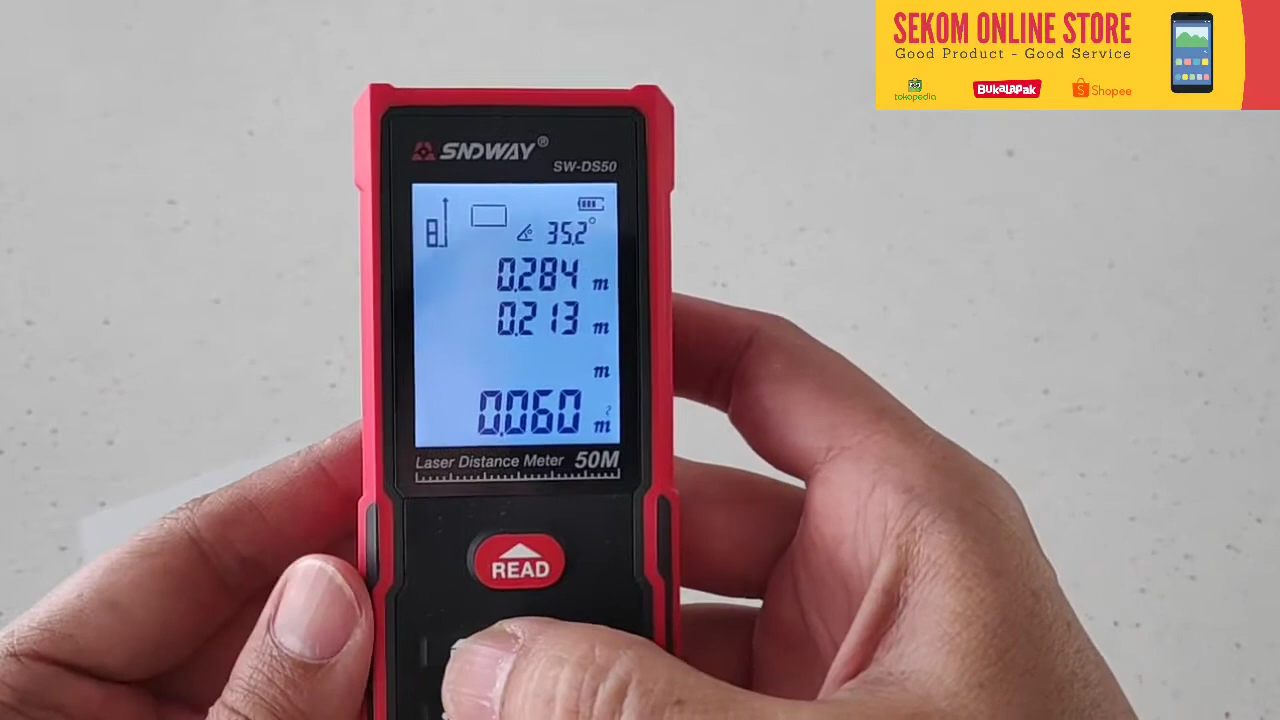 SEKOM ONLINE STORE
Good Product - Good Service
tokopedia BUKALAPAK Shopee
SNDWAY®
SW-DS50
35.2°
0.284 m
0.213 m
m
0.060 m²
Laser Distance Meter 50M
READ